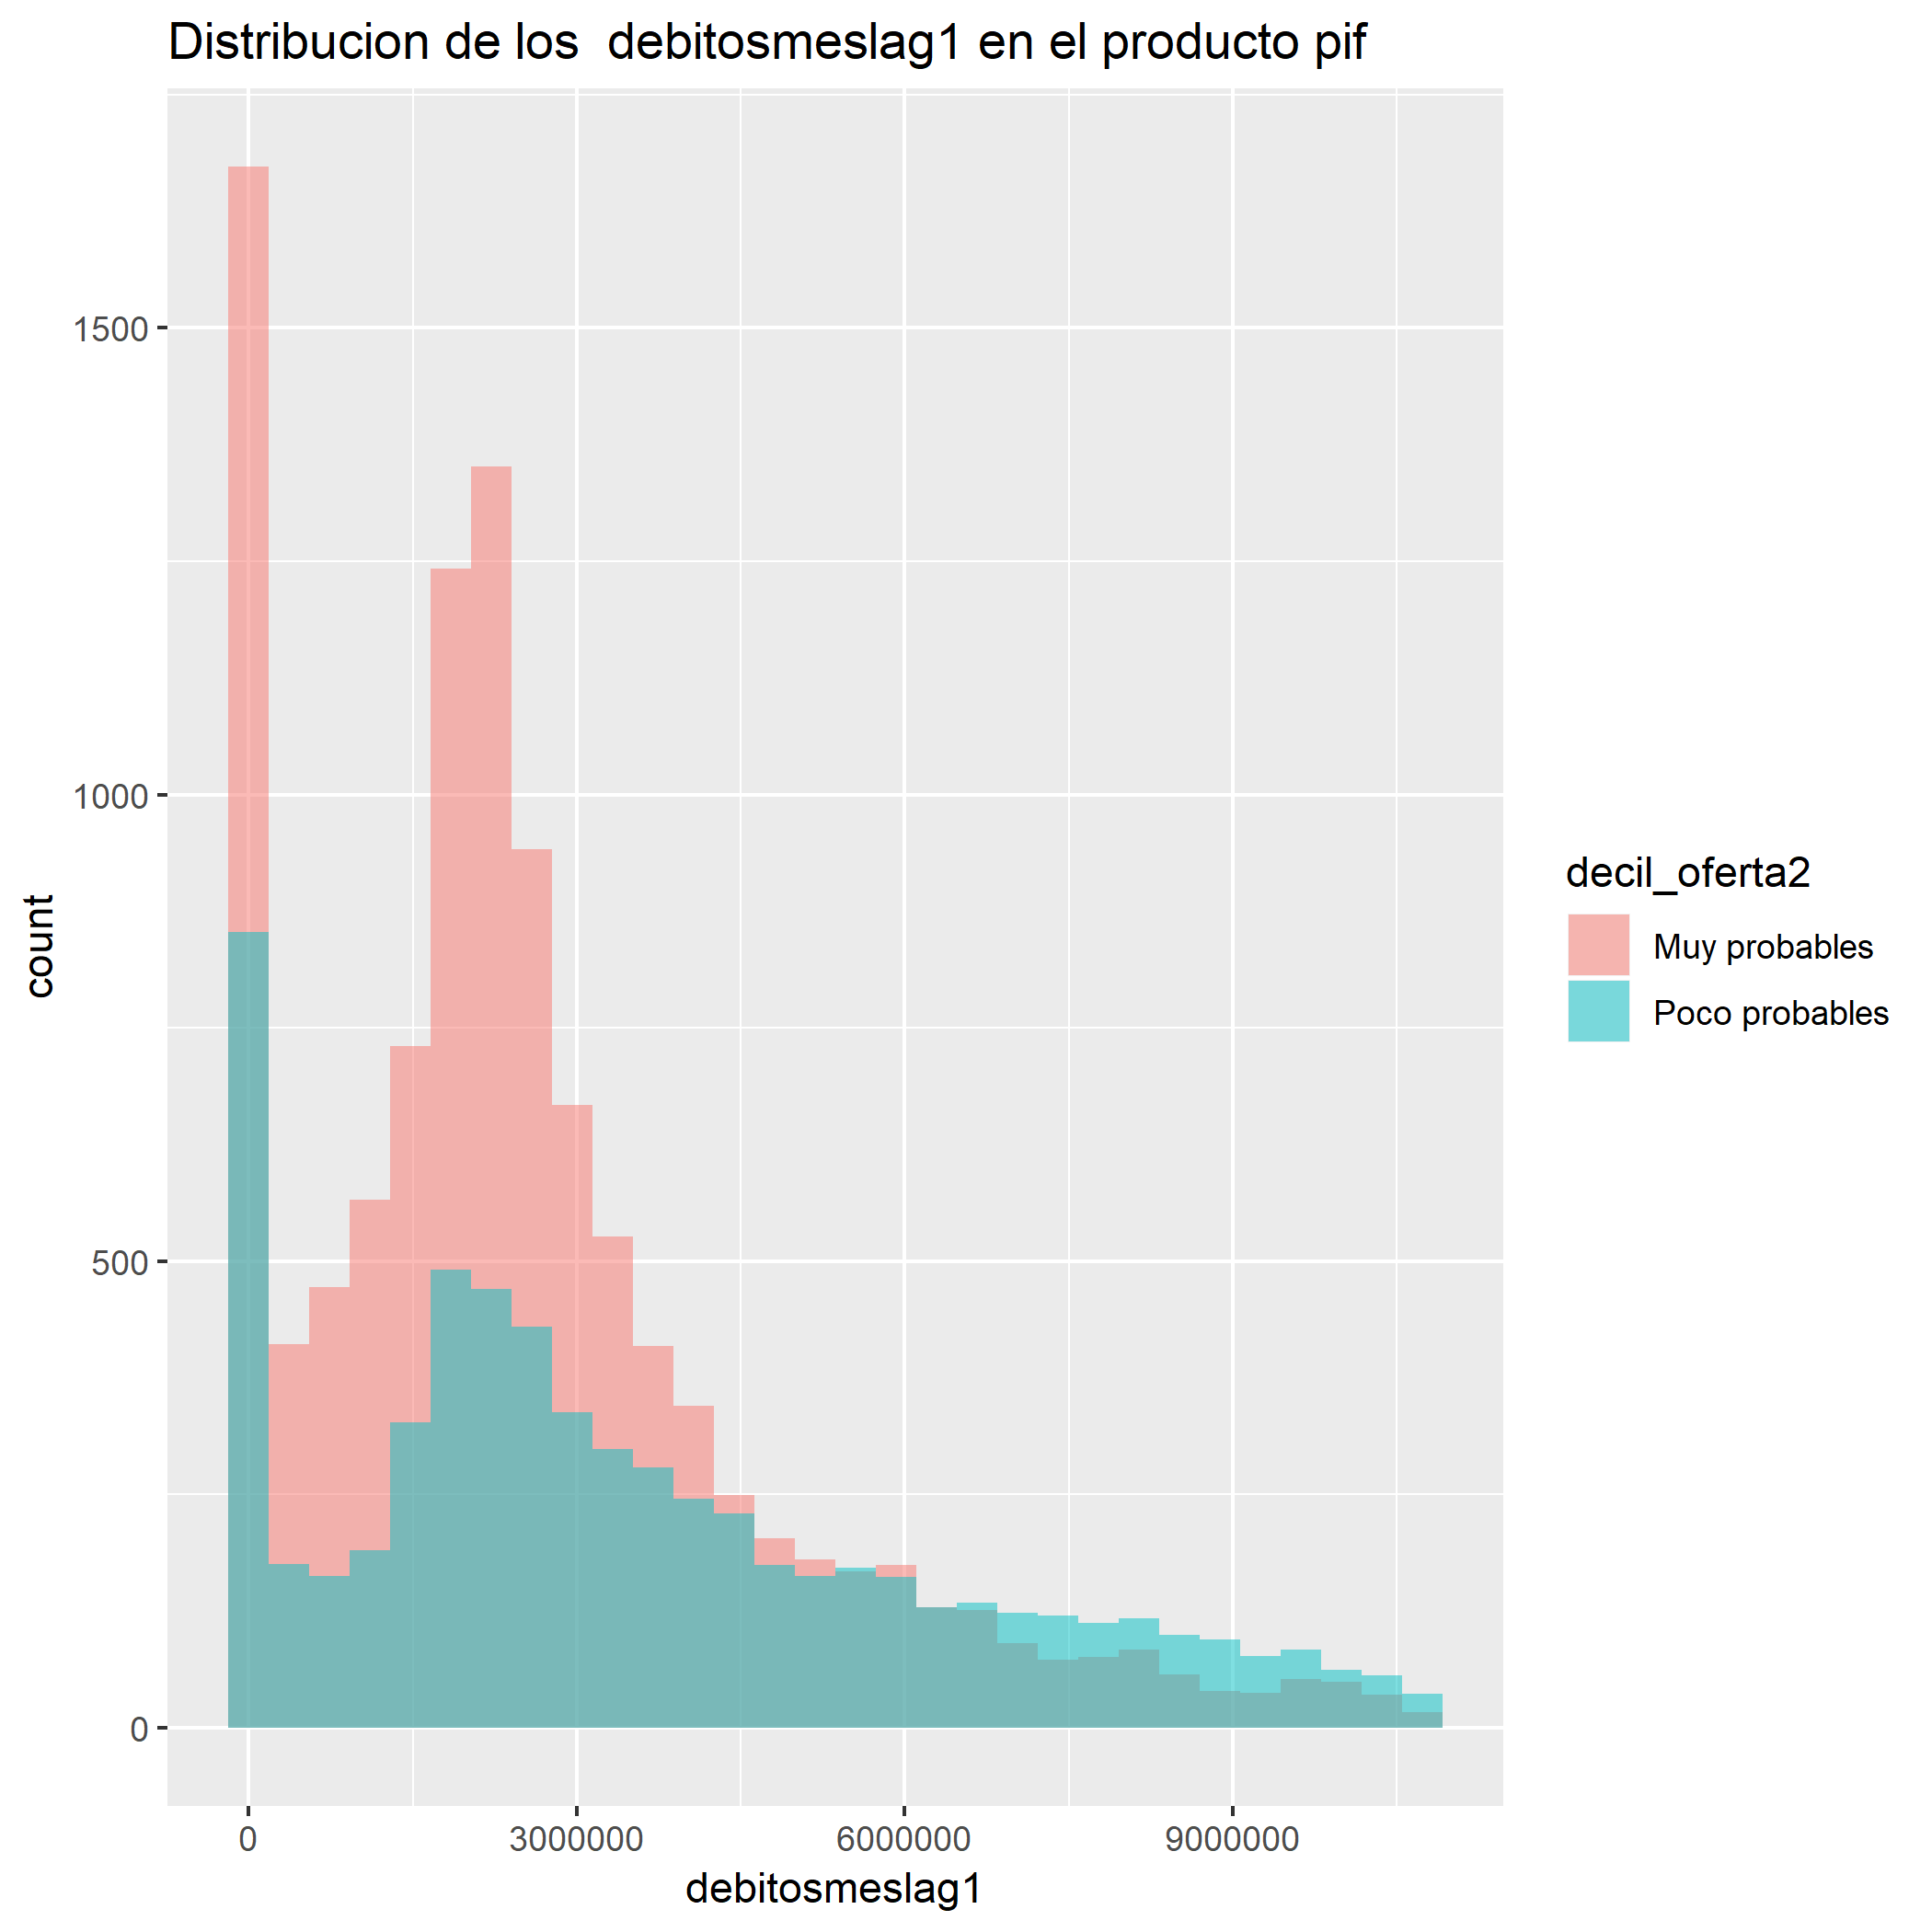 Distribucion de los  debitosmeslag1 en el producto pif
1500
1000
500
0
count
0 3000000 6000000 9000000
debitosmeslag1
decil_oferta2
Muy probables
Poco probables